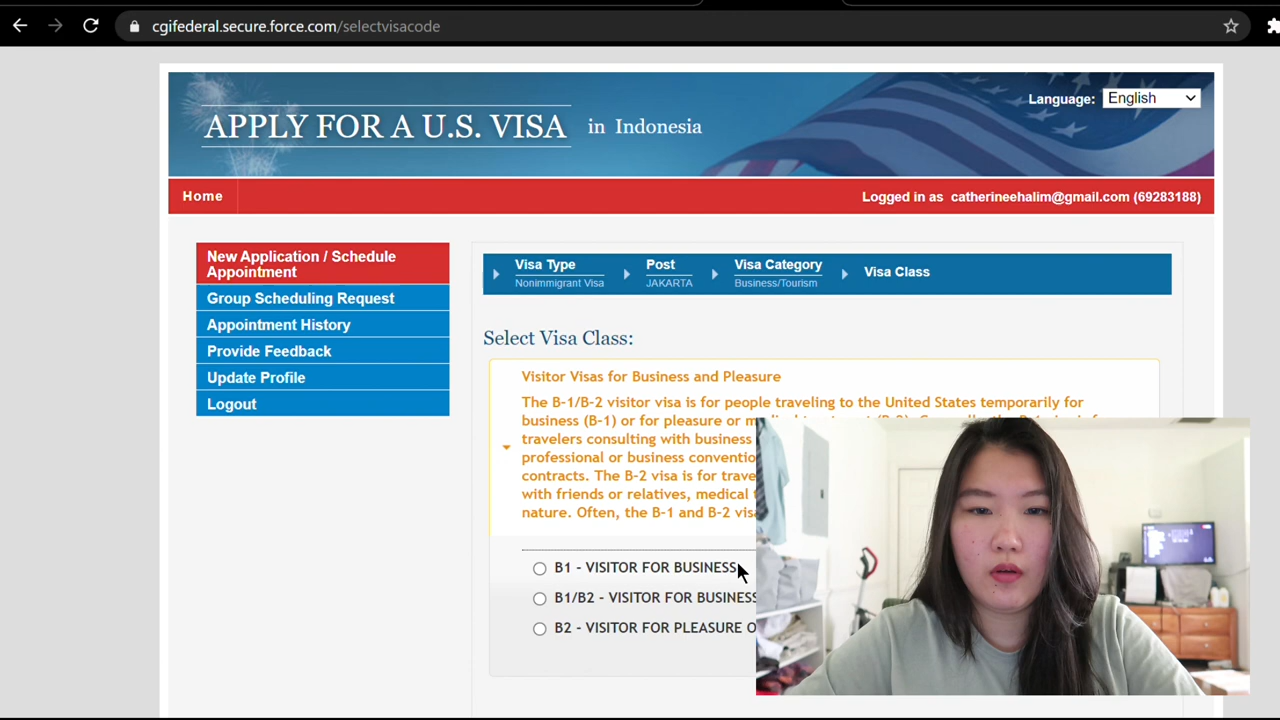 cgifederal.secure.force.com/selectvisacode
Language: English
APPLY FOR A U.S. VISA in Indonesia
Home
Logged in as catherineehalim@gmail.com (69283188)
New Application / Schedule
Appointment
Group Scheduling Request
Appointment History
Provide Feedback
Update Profile
Logout
Visa Type
Nonimmigrant Visa
Post
JAKARTA
Visa Category
Business/Tourism
Visa Class
Select Visa Class:
Visitor Visas for Business and Pleasure
The B-1/B-2 visitor visa is for people traveling to the United States temporarily for
business (B-1) or for pleasure or
travelers consulting with business
professional or business
contracts. The B-2 visa is for
with friends or relatives, medical
nature. Often, the B-1 and B-2
B1 - VISITOR FOR BUSINESS
B1/B2 - VISITOR FOR BUSINESS
B2 - VISITOR FOR PLEASURE